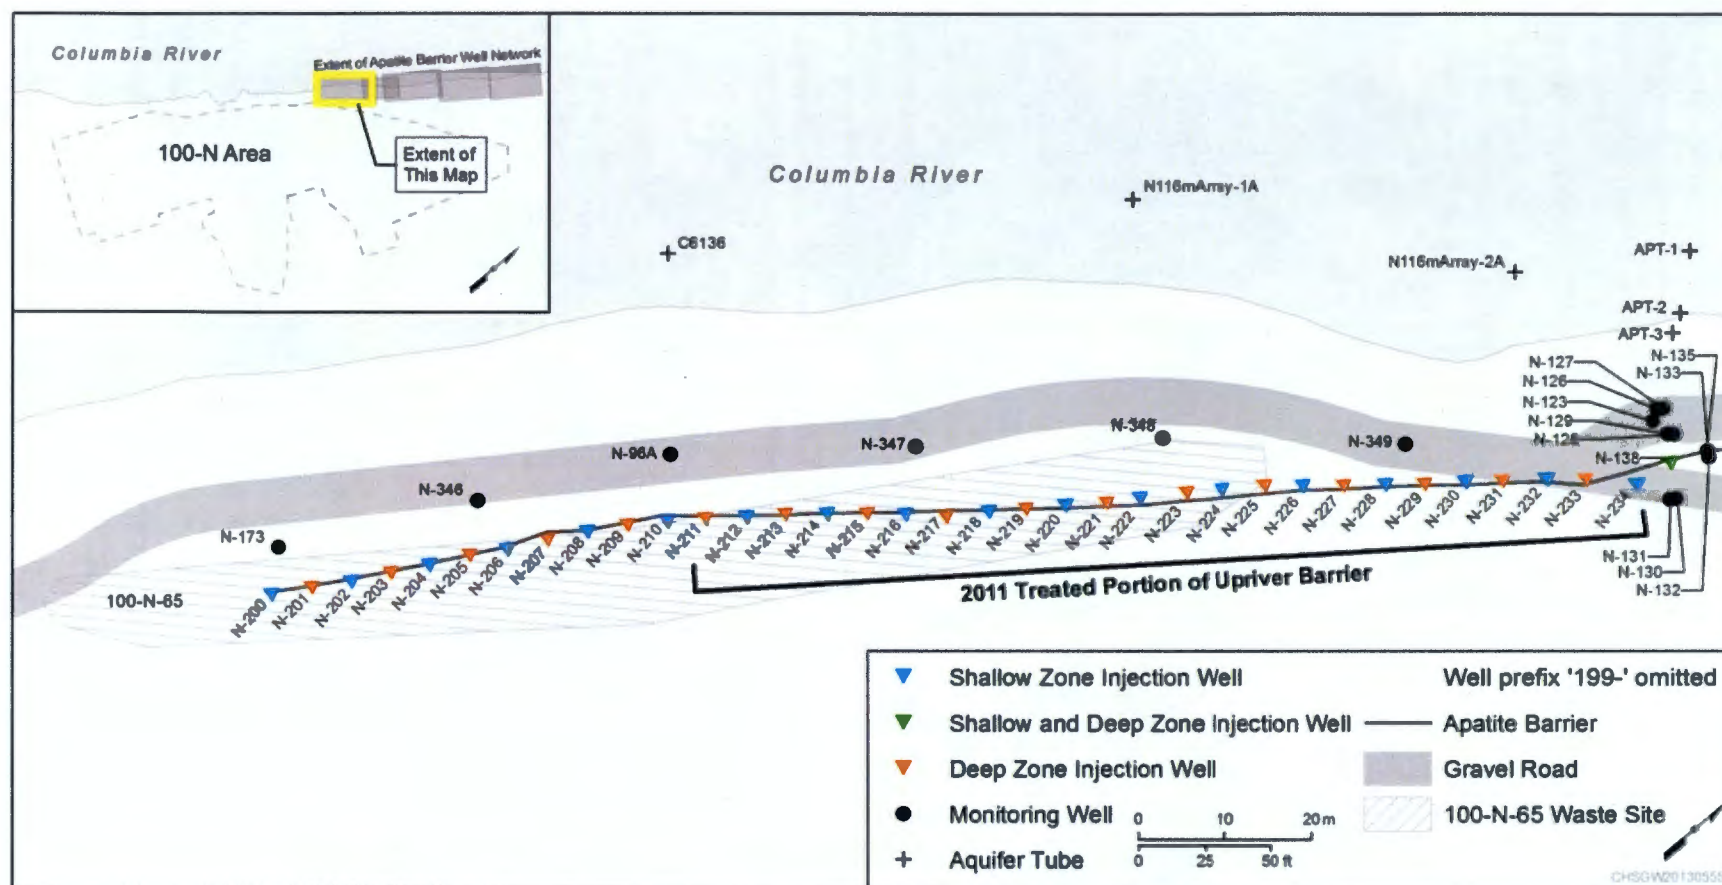 Columbia River
Extent of Apatite Barrier Well Network
100-N Area
Extent of
This Map
Columbia River
N116mArray-1A
C6136
N116mArray-2A
APT-1
APT-2
APT-3
N-135
N-133
N-127
N-126
N-123
N-129
N-128
N-138
N-349
N-348
N-347
N-96A
N-346
N-173
100-N-65
N-200
N-201
N-202
N-203
N-204
N-205
N-206
N-207
N-208
N-209
N-210
N-211
N-212
N-213
N-214
N-215
N-216
N-217
N-218
N-219
N-220
N-221
N-222
N-223
N-224
N-225
N-226
N-227
N-228
N-229
N-230
N-231
N-232
N-233
N-234
N-131
N-130
N-132
2011 Treated Portion of Upriver Barrier
Shallow Zone Injection Well
Well prefix '199-' omitted
Shallow and Deep Zone Injection Well
Apatite Barrier
Deep Zone Injection Well
Gravel Road
Monitoring Well
0 10 20 m
100-N-65 Waste Site
Aquifer Tube
0 25 50 ft